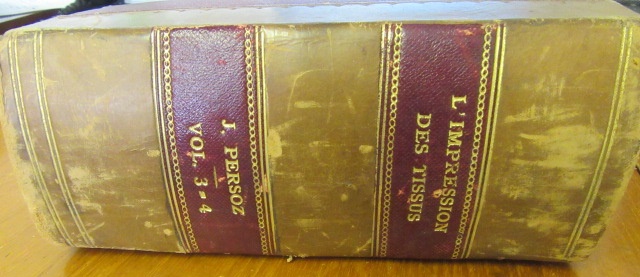 L'IMPRESSION
DES TISSUS
J. PERSOZ
VOL. 3=4